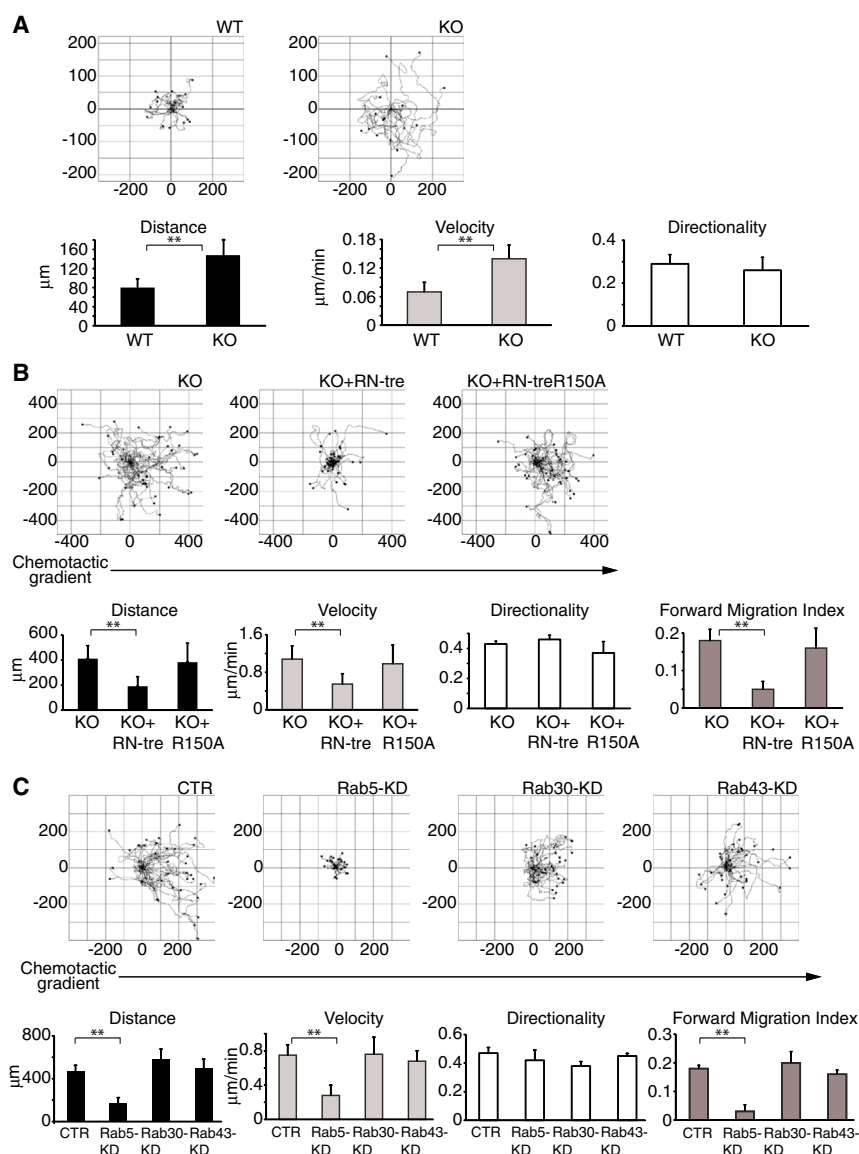 A
WT
KO
200
100
0
-100
-200
200
100
0
-100
-200
-200 0 200
-200 0 200
Distance
Velocity
Directionality
160
120
80
40
0
µm
**
WT KO
0.18
0.12
0.06
0
µm/min
**
WT KO
0.4
0.2
0
WT KO
B
KO
KO+RN-tre
KO+RN-treR150A
400
200
0
-200
-400
400
200
0
-200
-400
400
200
0
-200
-400
-400 0 400
-400 0 400
-400 0 400
Chemotactic
gradient
Distance
Velocity
Directionality
Forward Migration Index
600
400
200
0
µm
**
KO KO+ KO+
RN-tre R150A
1.6
0.8
0
µm/min
**
KO KO+ KO+
RN-tre R150A
0.4
0.2
0
KO KO+ KO+
RN-tre R150A
0.2
0.1
0
**
KO KO+ KO+
RN-tre R150A
C
CTR
Rab5-KD
Rab30-KD
Rab43-KD
200
0
-200
200
0
-200
200
0
-200
200
0
-200
-200 0 200
-200 0 200
-200 0 200
-200 0 200
Chemotactic
gradient
Distance
Velocity
Directionality
Forward Migration Index
800
400
0
µm
**
CTR Rab5- Rab30- Rab43-
KD KD KD
0.8
0.4
0
µm/min
**
CTR Rab5- Rab30- Rab43-
KD KD KD
0.6
0.4
0.2
0
CTR Rab5- Rab30- Rab43-
KD KD KD
0.3
0.2
0.1
0
**
CTR Rab5- Rab30- Rab43-
KD KD KD